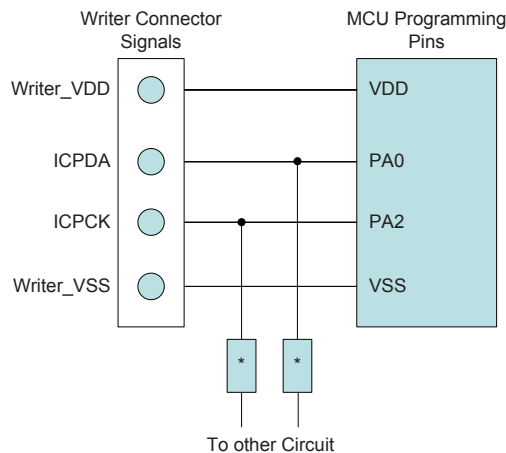 Writer Connector
Signals
MCU Programming
Pins
Writer_VDD
VDD
ICPDA
PA0
ICPCK
PA2
Writer_VSS
VSS
* *
To other Circuit